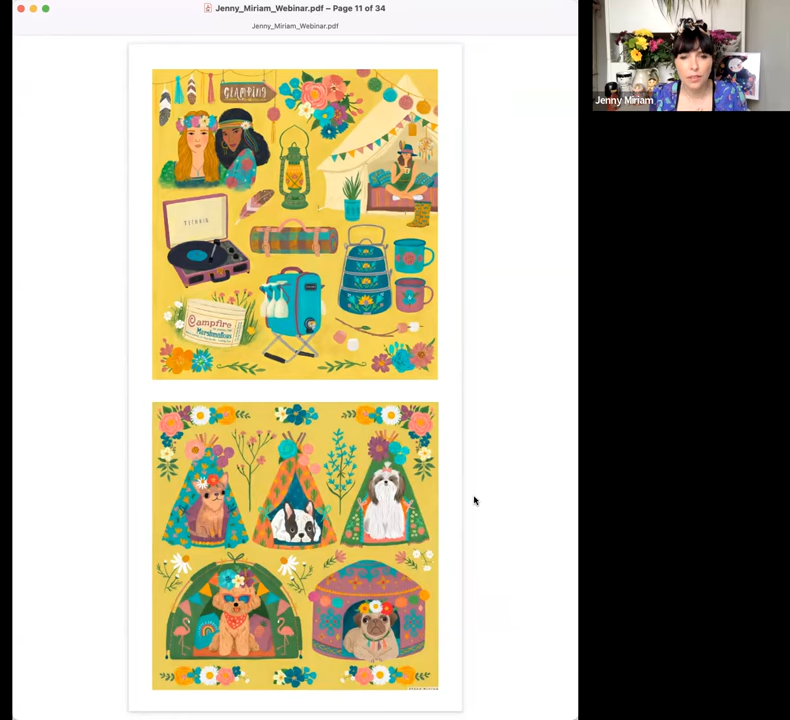 Jenny_Miriam_Webinar.pdf – Page 11 of 34
Jenny_Miriam_Webinar.pdf
Jenny Miriam
GLAMPING
Campfire
Marshmallows